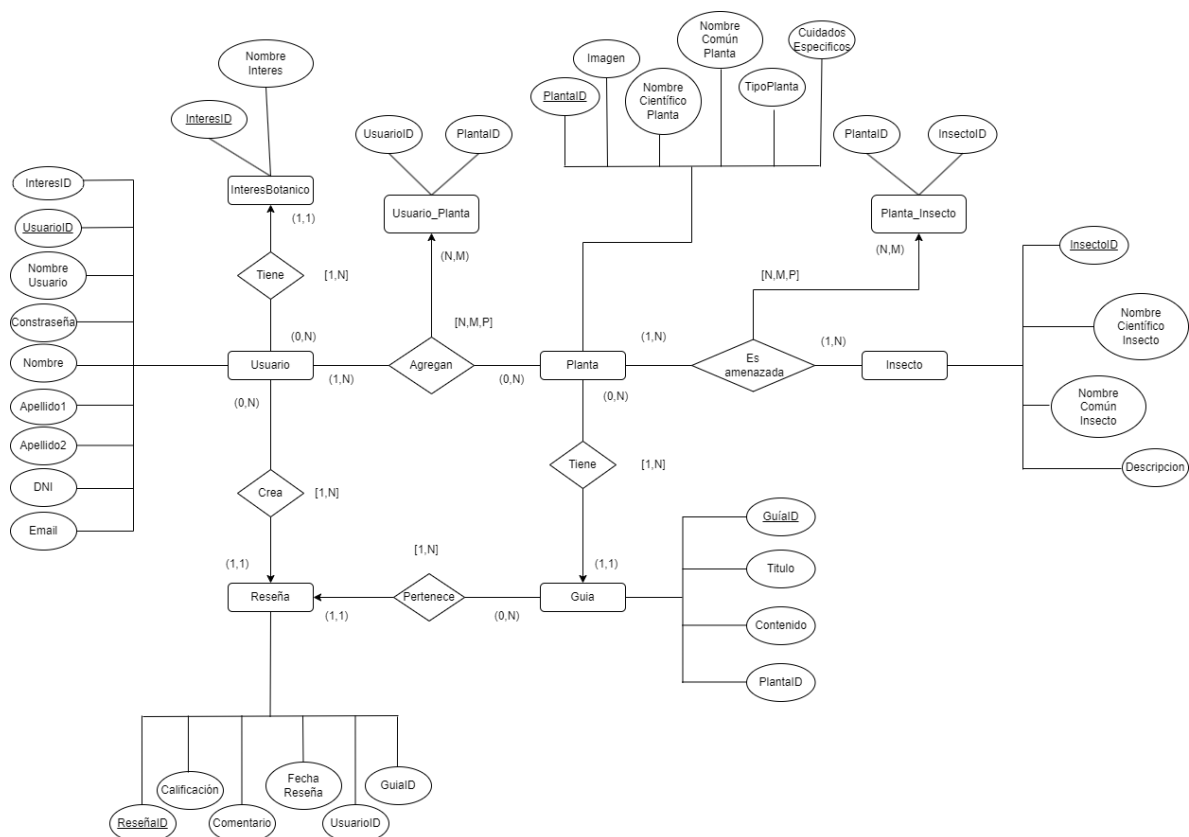 Nombre
Interes
InteresID
InteresBotanico
(1,1)
Tiene
[1,N]
(0,N)
UsuarioID
PlantaID
Usuario_Planta
(N,M)
[N,M,P]
Nombre
Común
Planta
Cuidados
Especificos
Imagen
PlantaID
Nombre
Científico
Planta
TipoPlanta
PlantaID
InsectoID
Planta_Insecto
(N,M)
[N,M,P]
InteresID
UsuarioID
Nombre
Usuario
Constraseña
Nombre
Apellido1
Apellido2
DNI
Email
Usuario
(1,N)
Agregan
(0,N)
Planta
(1,N)
Es
amenazada
(1,N)
Insecto
InsectoID
Nombre
Científico
Insecto
Nombre
Común
Insecto
Descripcion
(0,N)
Crea
[1,N]
(1,1)
(0,N)
Tiene
[1,N]
(1,1)
Reseña
(1,1)
[1,N]
Pertenece
(0,N)
Guia
GuíaID
Titulo
Contenido
PlantaID
ReseñaID
Calificación
Comentario
Fecha
Reseña
UsuarioID
GuiaID